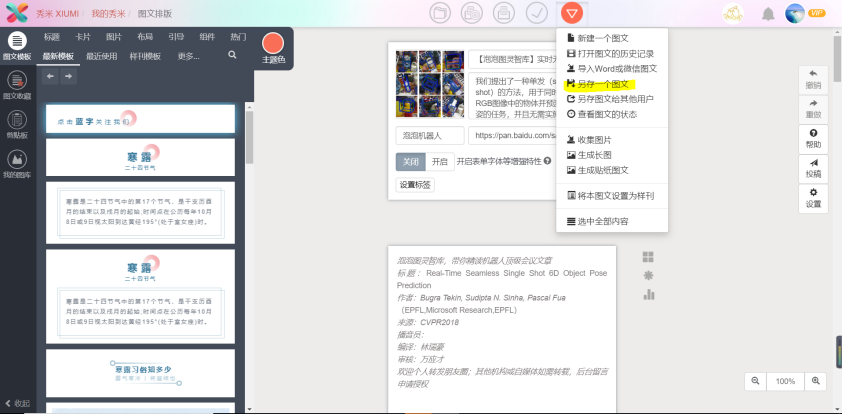 秀米 XIUMI / 我的秀米 / 图文排版
VIP
图文模板
图文收藏
剪贴板
我的图库
收起
标题 卡片 图片 布局 引导 组件 热门
最新模板 最近使用 样刊模板 更多...
主题色
点击 蓝字 关注我们
寒露
二十四节气
寒露是二十四节气中的第17个节气，是干支历酉
月的结束以及戌月的起始;时间点在公历每年10月
8日或9日视太阳到达黄经195°(处于室女座)时。
寒露
二十四节气
寒露是二十四节气中的第17个节气，是干支历酉
月的结束以及戌月的起始;时间点在公历每年10月
8日或9日视太阳到达黄经195°(处于室女座)时。
寒露习俗知多少
【泡泡图灵智库】实时无
我们提出了一种单发（s
shot）的方法，用于同时
RGB图像中的物体并预测
姿的任务，并且无需实施
泡泡机器人
https://pan.baidu.com/s/
关闭 开启 开启表单字体等增强特性
设置标签
新建一个图文
打开图文的历史记录
导入Word或微信图文
另存一个图文
另存图文给其他用户
查看图文的状态
收集图片
生成长图
生成贴纸图文
将本图文设置为样刊
选中全部内容
撤销
重做
帮助
投稿
设置
泡泡图灵智库，带你精读机器人顶级会议文章
标题：Real-Time Seamless Single Shot 6D Object Pose
Prediction
作者：Bugra Tekin, Sudipta N. Sinha, Pascal Fua
（EPFL,Microsoft Research,EPFL）
来源：CVPR2018
播音员：
编译：林瑞豪
审核：万应才
欢迎个人转发朋友圈；其他机构或自媒体如需转载，后台留言
申请授权
100%